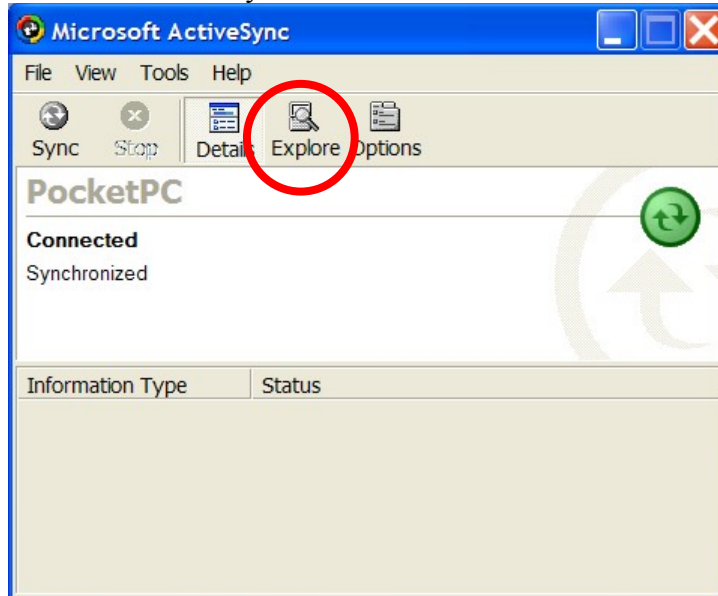 Microsoft ActiveSync
File View Tools Help
Sync Stop Details Explore Options
PocketPC
Connected
Synchronized
Information Type Status